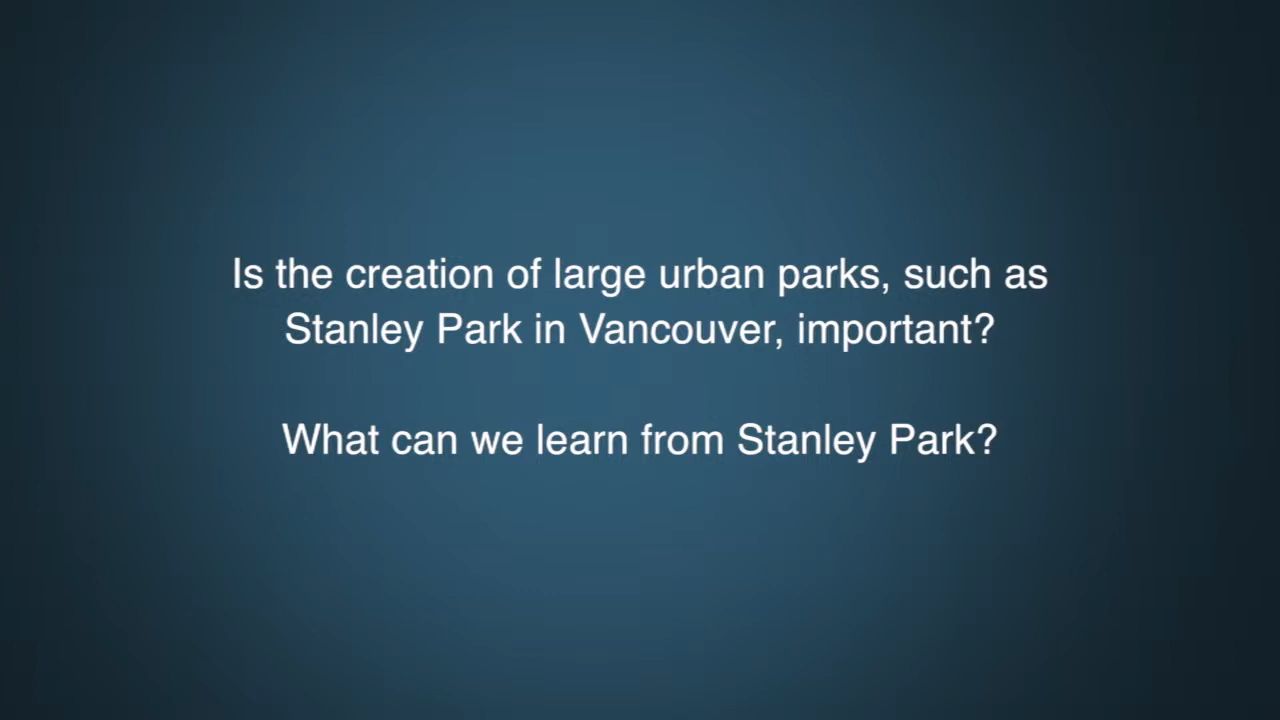 Is the creation of large urban parks, such as
Stanley Park in Vancouver, important?
What can we learn from Stanley Park?